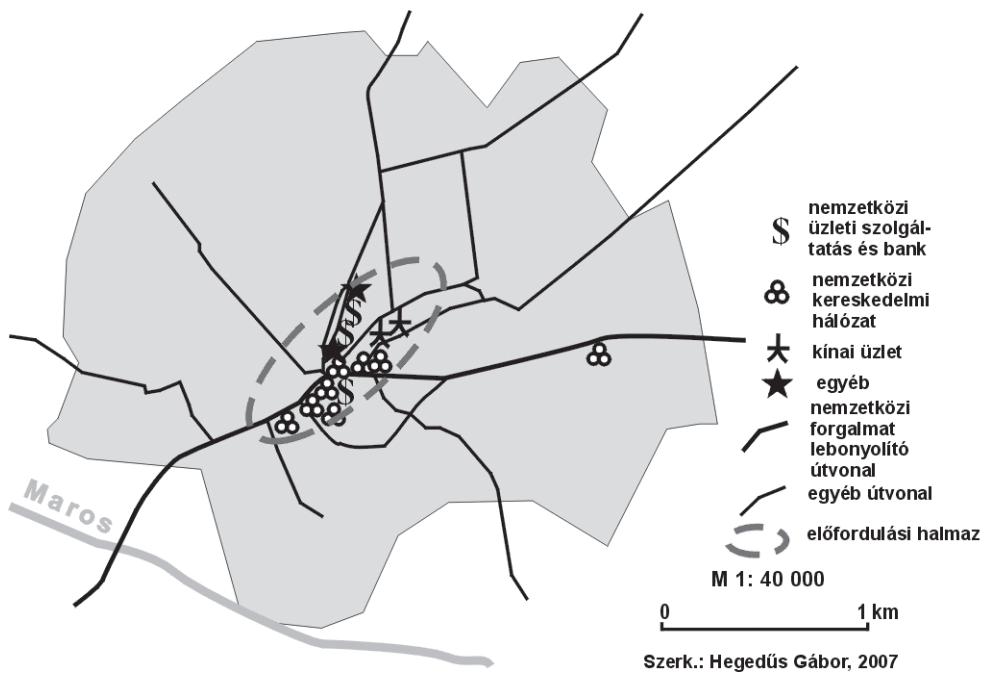 nemzetközi
üzleti szolgál-
tatás és bank
nemzetközi
kereskedelmi
hálózat
kínai üzlet
egyéb
nemzetközi
forgalmat
lebonyolító
útvonal
egyéb útvonal
előfordulási halmaz
M 1: 40 000
0 1 km
Szerk.: Hegedűs Gábor, 2007
Maros